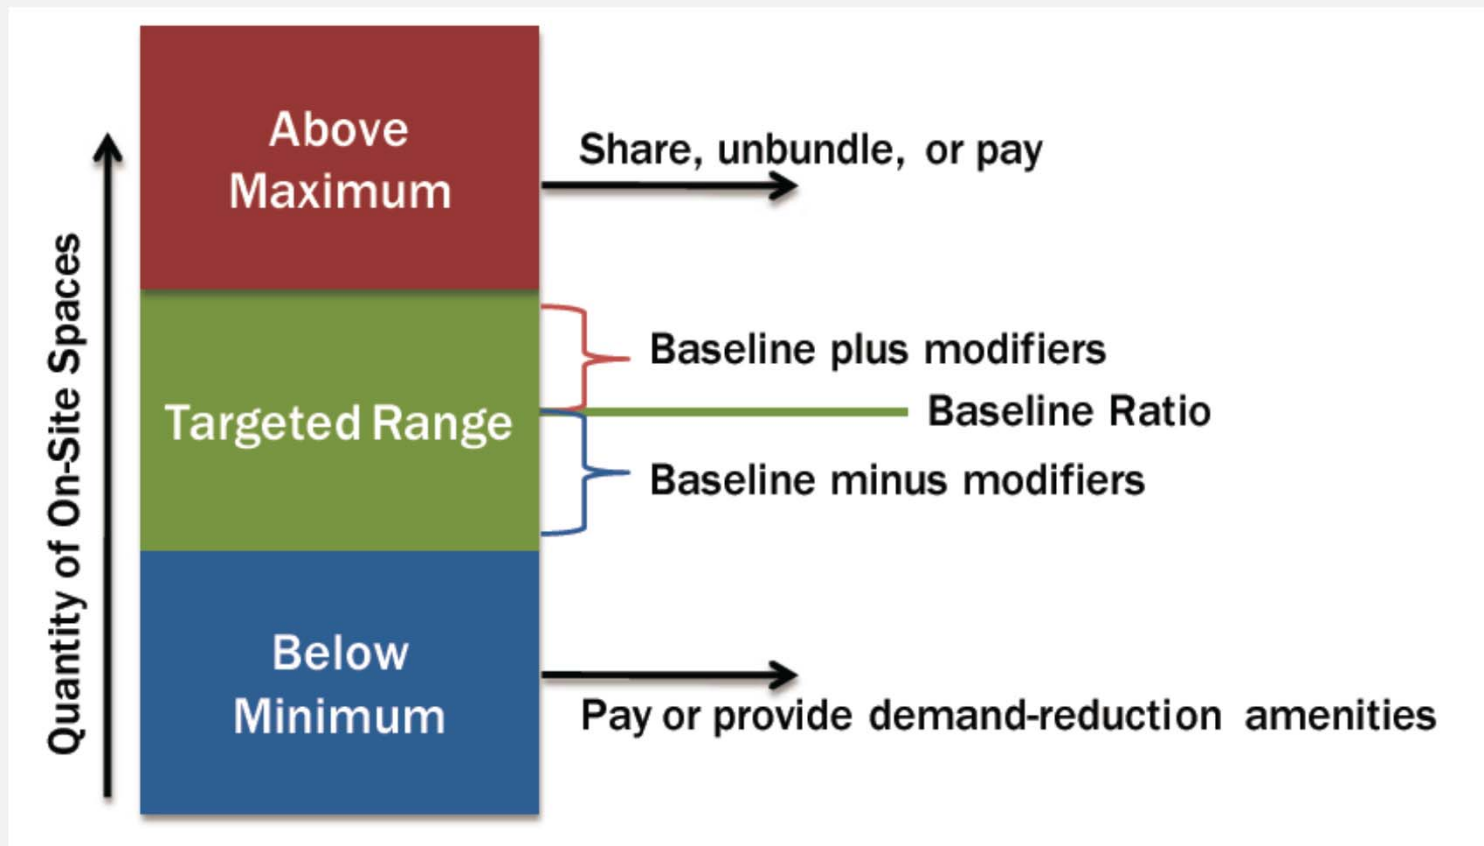 Above
Maximum
Share, unbundle, or pay
Quantity of On-Site Spaces
Targeted Range
Baseline plus modifiers
Baseline Ratio
Baseline minus modifiers
Below
Minimum
Pay or provide demand-reduction amenities